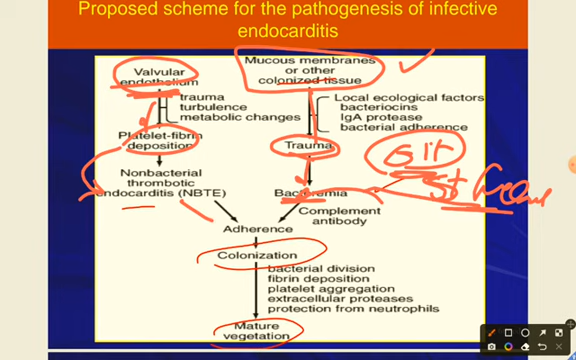 Proposed scheme for the pathogenesis of infective
endocarditis
Valvular
endothelium
trauma
turbulence
metabolic changes
Platelet-fibrin
deposition
Nonbacterial
thrombotic
endocarditis (NBTE)
Mucous membranes
or other
colonized tissue
Local ecological factors
bacteriocins
IgA protease
bacterial adherence
Trauma
Bacteremia
Complement
antibody
GIT
Adherence
Colonization
bacterial division
fibrin deposition
platelet aggregation
extracellular proteases
protection from neutrophils
Mature
vegetation